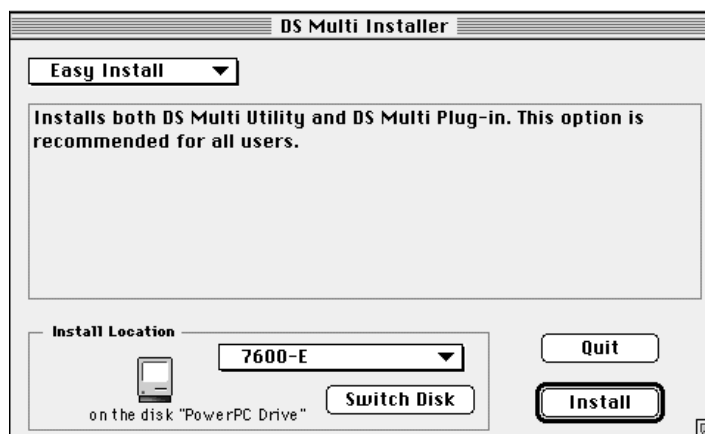 DS Multi Installer
Easy Install
Installs both DS Multi Utility and DS Multi Plug-in. This option is
recommended for all users.
Install Location
7600-E
on the disk "PowerPC Drive"
Switch Disk
Quit
Install